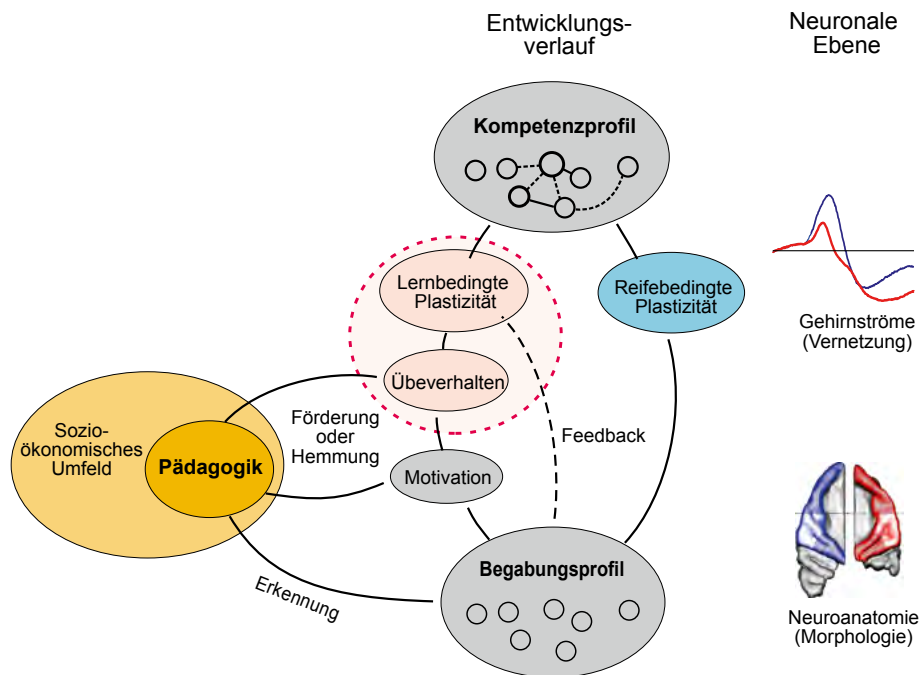 Entwicklungs-
verlauf
Neuronale
Ebene
Kompetenzprofil
Lernbedingte
Plastizität
Reifebedingte
Plastizität
Gehirnströme
(Vernetzung)
Übeverhalten
Förderung
oder
Hemmung
Feedback
Sozio-
ökonomisches
Umfeld
Pädagogik
Motivation
Begabungsprofil
Erkennung
Neuroanatomie
(Morphologie)